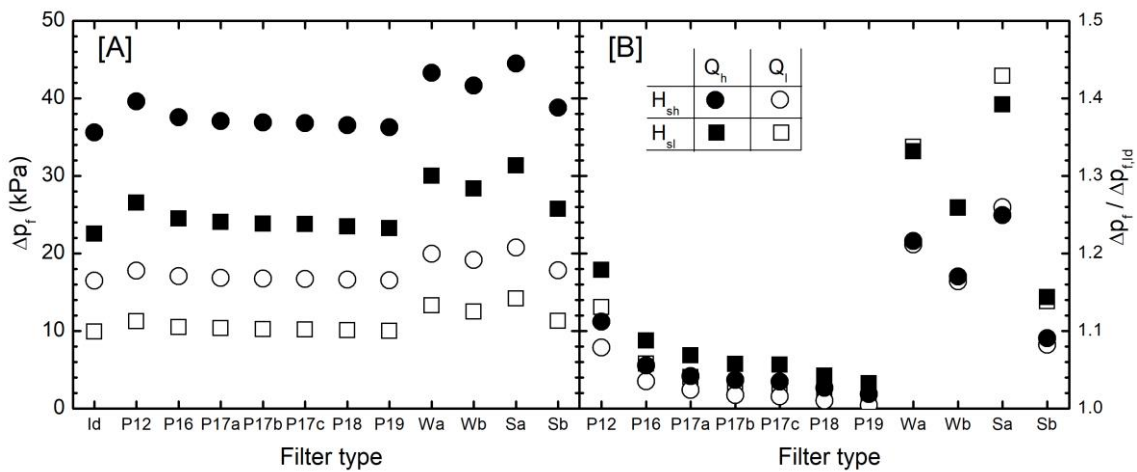 [A]
50
40
30
20
10
0
Δp_f (kPa)
Id P12 P16 P17a P17b P17c P18 P19 Wa Wb Sa Sb
Filter type
[B]
Q_h Q_l
H_sh
H_sl
1.5
1.4
1.3
1.2
1.1
1.0
Δp_f / Δp_f,Id
P12 P16 P17a P17b P17c P18 P19 Wa Wb Sa Sb
Filter type